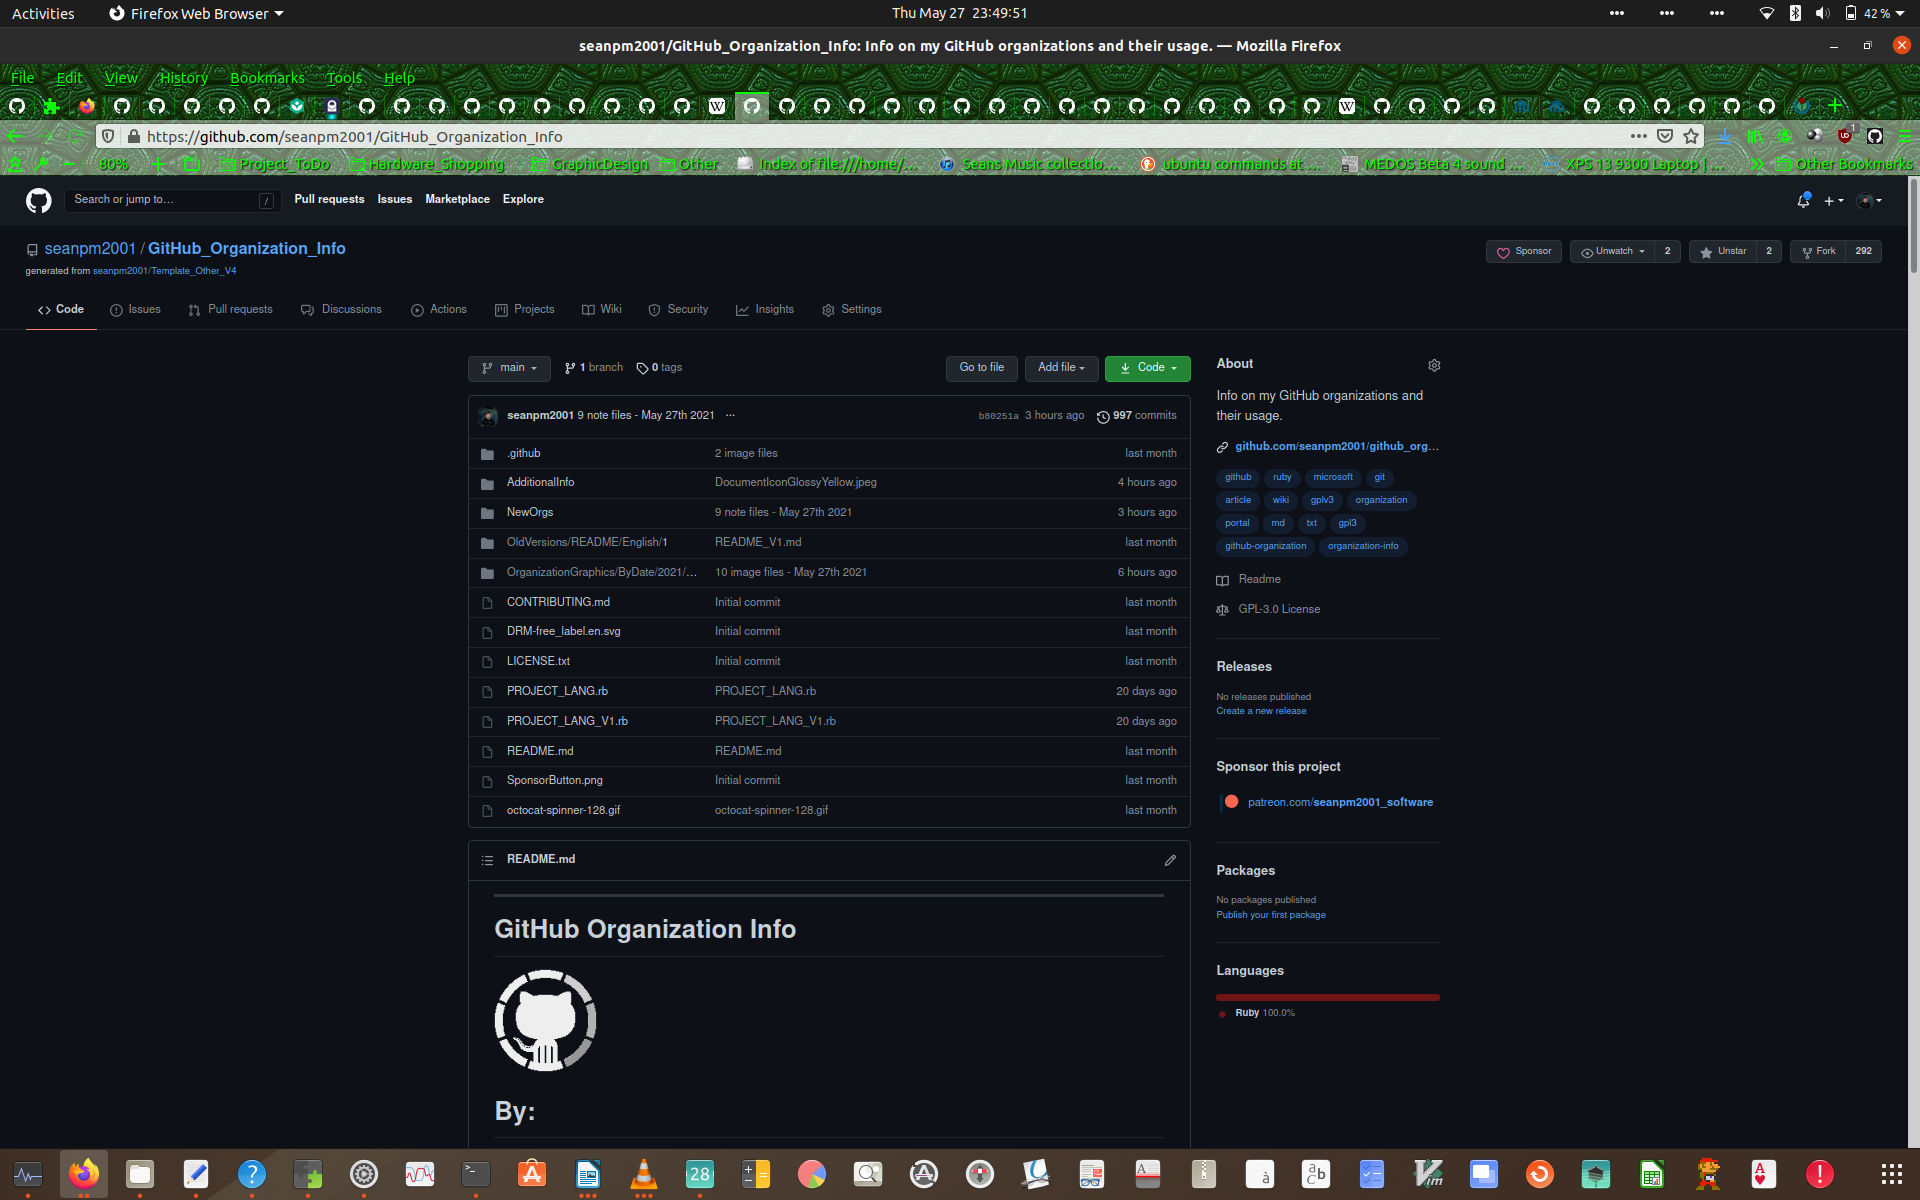 Activities Firefox Web Browser Thu May 27 23:49:51 42 %
seanpm2001/GitHub_Organization_Info: Info on my GitHub organizations and their usage. — Mozilla Firefox
File Edit View History Bookmarks Tools Help
https://github.com/seanpm2001/GitHub_Organization_Info
80% Project_ToDo Hardware_Shopping GraphicDesign Other Index of file:///home/... Seans Music collectio... ubuntu commands at ... MEDOS Beta 4 sound ... XPS 13 9300 Laptop | ... Other Bookmarks
Search or jump to… / Pull requests Issues Marketplace Explore
seanpm2001 / GitHub_Organization_Info
Sponsor Unwatch 2 Unstar 2 Fork 292
generated from seanpm2001/Template_Other_V4
Code Issues Pull requests Discussions Actions Projects Wiki Security Insights Settings
main 1 branch 0 tags Go to file Add file Code
seanpm2001 9 note files - May 27th 2021 ... b80251a 3 hours ago 997 commits
.github 2 image files last month
AdditionalInfo DocumentIconGlossyYellow.jpeg 4 hours ago
NewOrgs 9 note files - May 27th 2021 3 hours ago
OldVersions/README/English/1 README_V1.md last month
OrganizationGraphics/ByDate/2021/... 10 image files - May 27th 2021 6 hours ago
CONTRIBUTING.md Initial commit last month
DRM-free_label.en.svg Initial commit last month
LICENSE.txt Initial commit last month
PROJECT_LANG.rb PROJECT_LANG.rb 20 days ago
PROJECT_LANG_V1.rb PROJECT_LANG_V1.rb 20 days ago
README.md README.md last month
SponsorButton.png Initial commit last month
octocat-spinner-128.gif octocat-spinner-128.gif last month
README.md
GitHub Organization Info
By:
About
Info on my GitHub organizations and
their usage.
github.com/seanpm2001/github_org…
github ruby microsoft git
article wiki gplv3 organization
portal md txt gpl3
github-organization organization-info
Readme
GPL-3.0 License
Releases
No releases published
Create a new release
Sponsor this project
patreon.com/seanpm2001_software
Packages
No packages published
Publish your first package
Languages
Ruby 100.0%
28